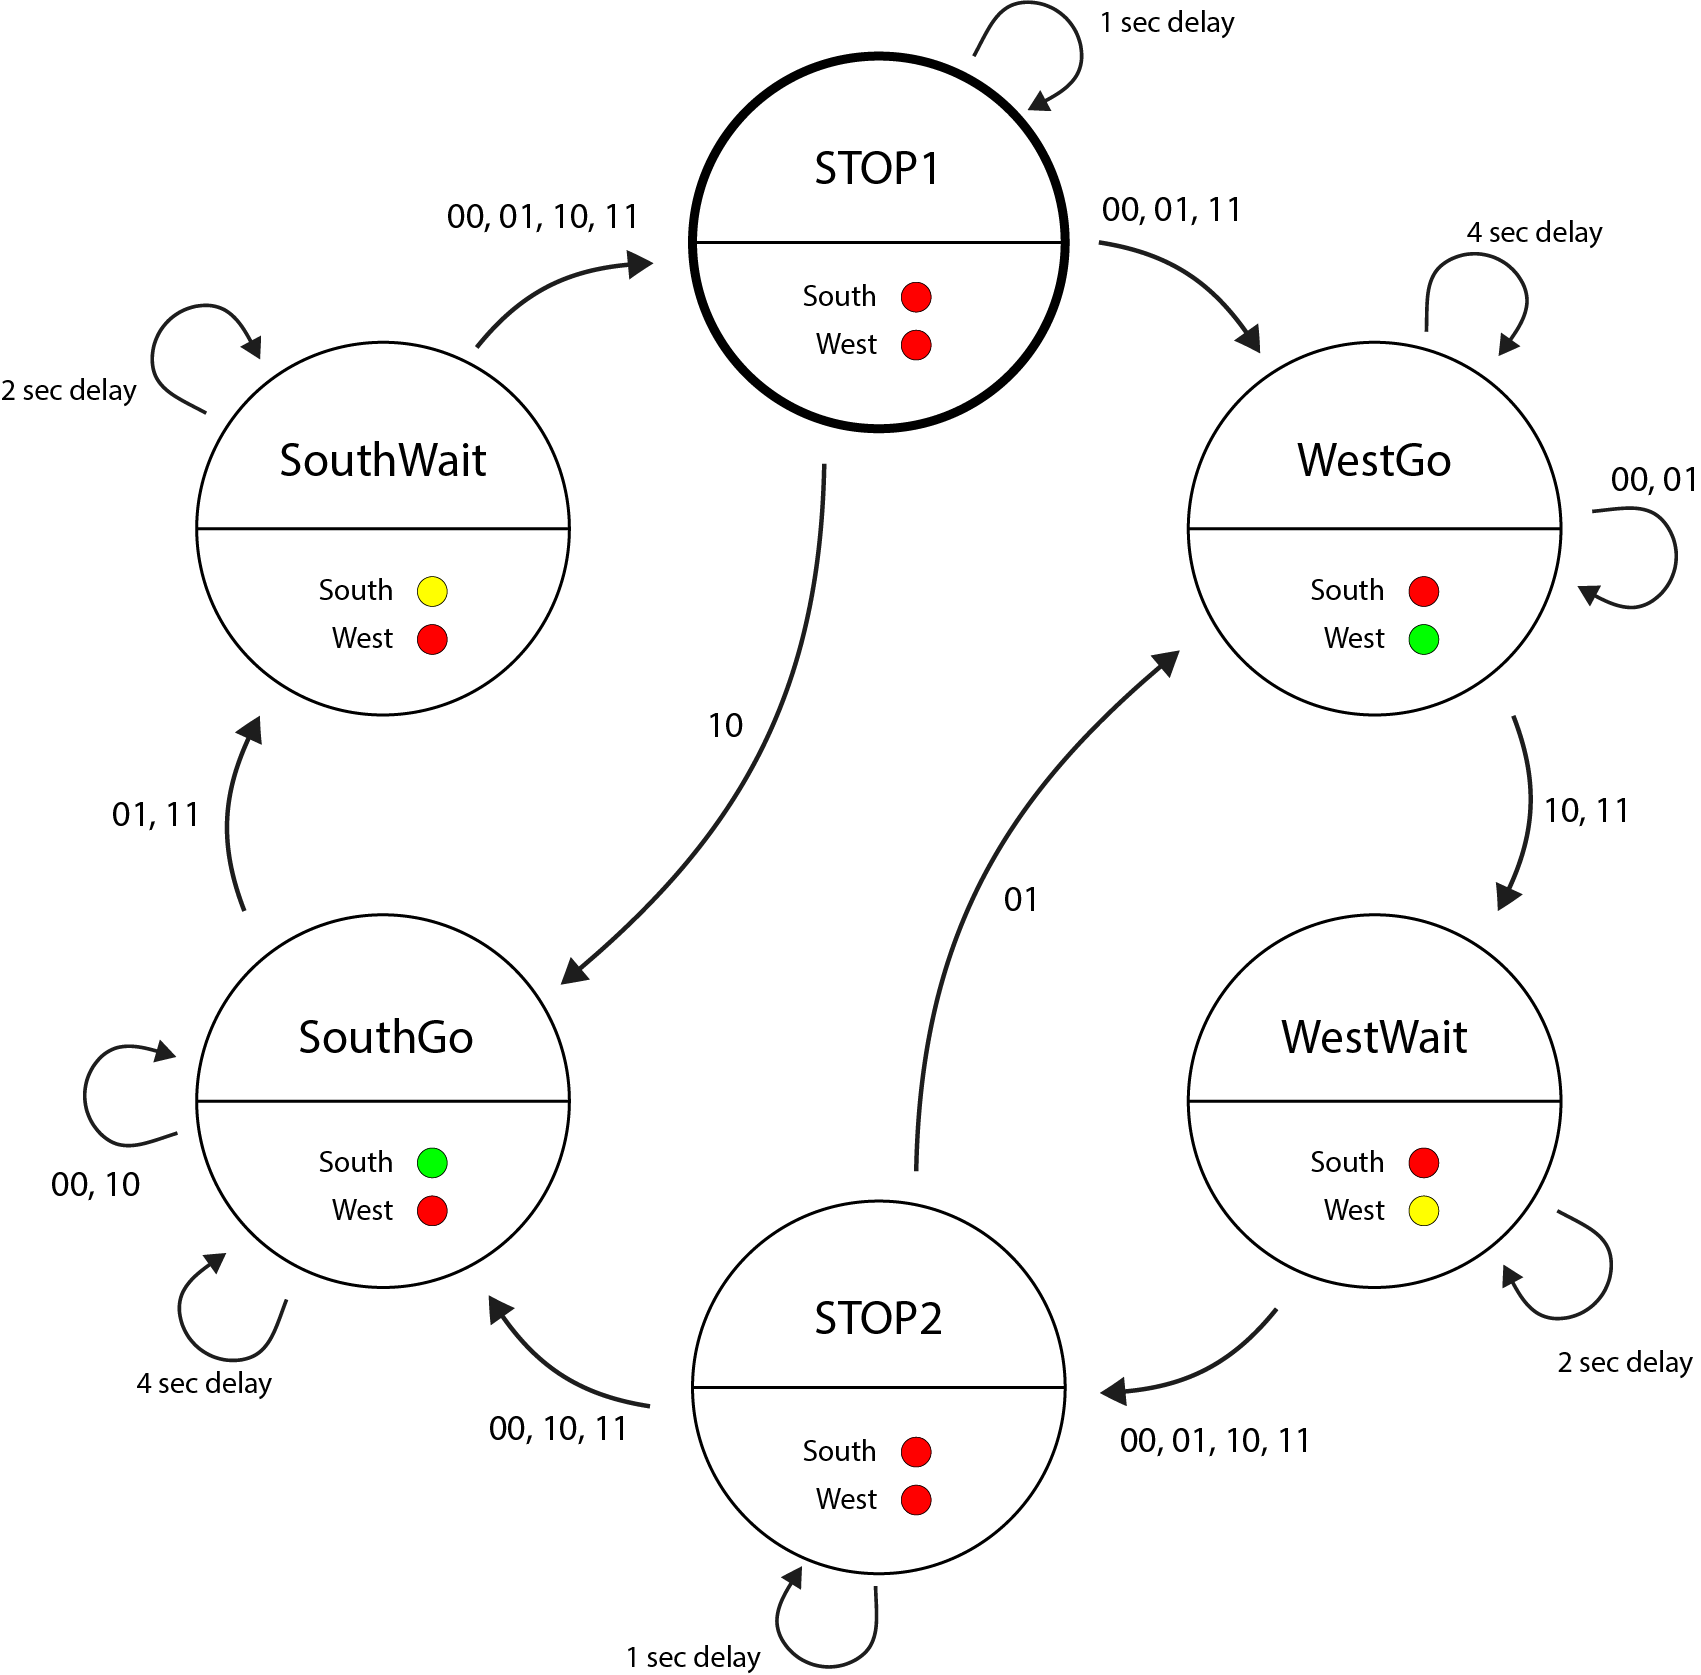 1 sec delay
STOP1
00, 01, 10, 11
00, 01, 11
4 sec delay
South
West
2 sec delay
SouthWait
WestGo
00, 01
South
West
South
West
10
01, 11
10, 11
01
SouthGo
WestWait
00, 10
South
West
South
West
4 sec delay
STOP2
2 sec delay
00, 10, 11
00, 01, 10, 11
South
West
1 sec delay